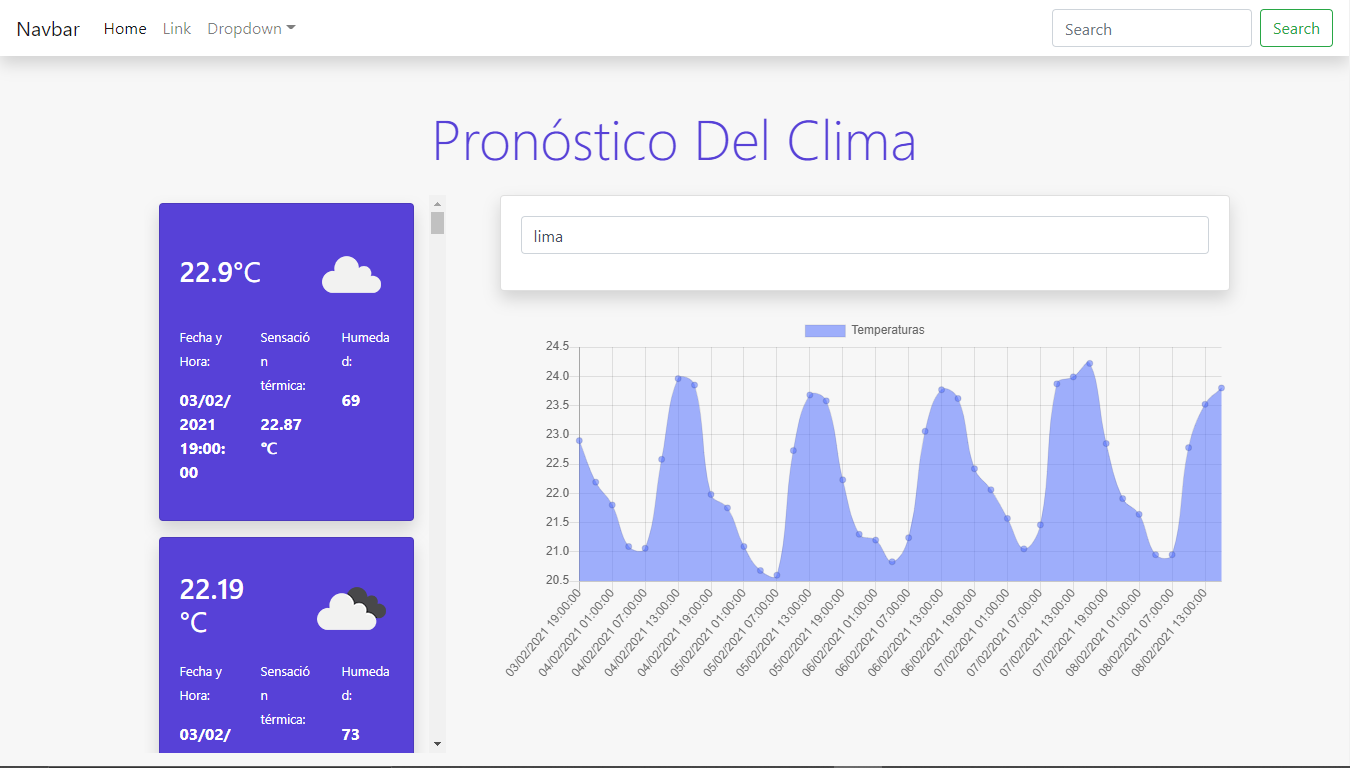 Navbar Home Link Dropdown Search Search
Pronóstico Del Clima
22.9°C
Fecha y
Hora:
03/02/
2021
19:00:
00
Sensació
n
térmica:
22.87
°C
Humeda
d:
69
22.19
°C
Fecha y
Hora:
03/02/
Sensació
n
térmica:
Humeda
d:
73
lima
Temperaturas
24.5
24.0
23.5
23.0
22.5
22.0
21.5
21.0
20.5
03/02/2021 19:00:00
04/02/2021 01:00:00
04/02/2021 07:00:00
04/02/2021 13:00:00
04/02/2021 19:00:00
05/02/2021 01:00:00
05/02/2021 07:00:00
05/02/2021 13:00:00
05/02/2021 19:00:00
06/02/2021 01:00:00
06/02/2021 07:00:00
06/02/2021 13:00:00
06/02/2021 19:00:00
07/02/2021 01:00:00
07/02/2021 07:00:00
07/02/2021 13:00:00
07/02/2021 19:00:00
08/02/2021 01:00:00
08/02/2021 07:00:00
08/02/2021 13:00:00